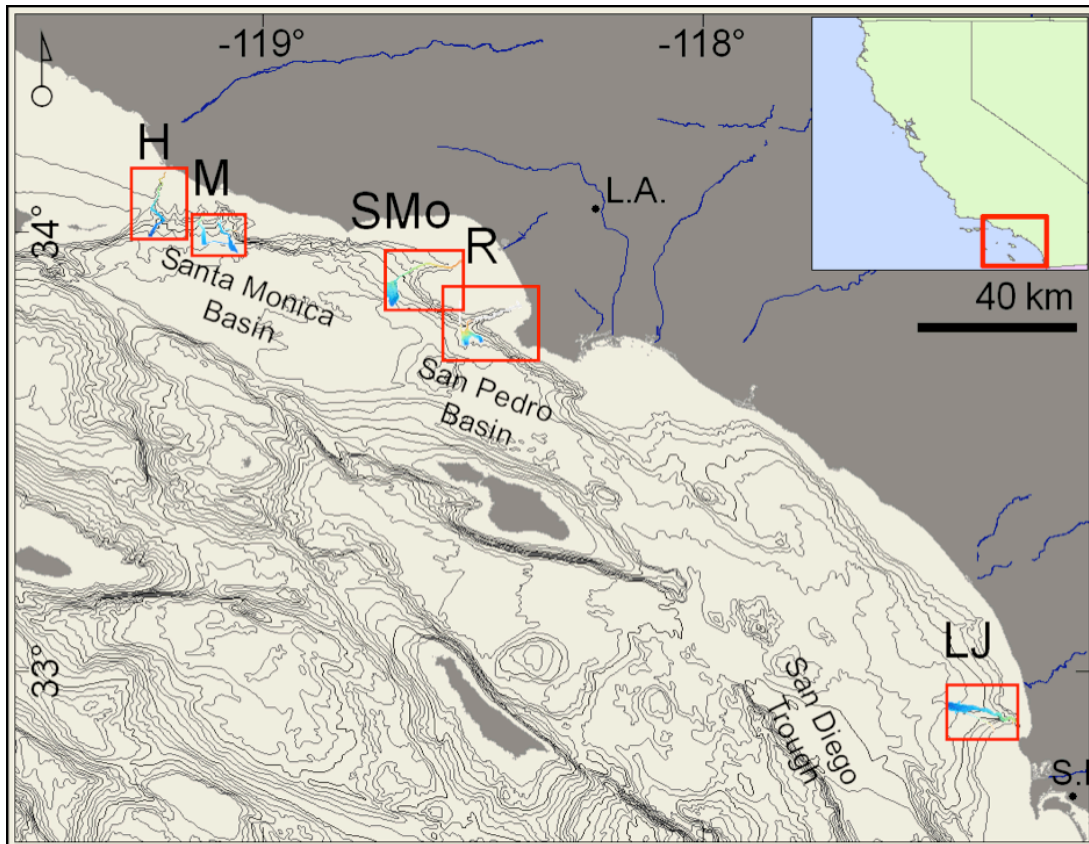 -119°
-118°
H
M
SMo
R
L.A.
34°
40 km
Santa Monica
Basin
San Pedro
Basin
33°
LJ
San Diego
Trough
S.